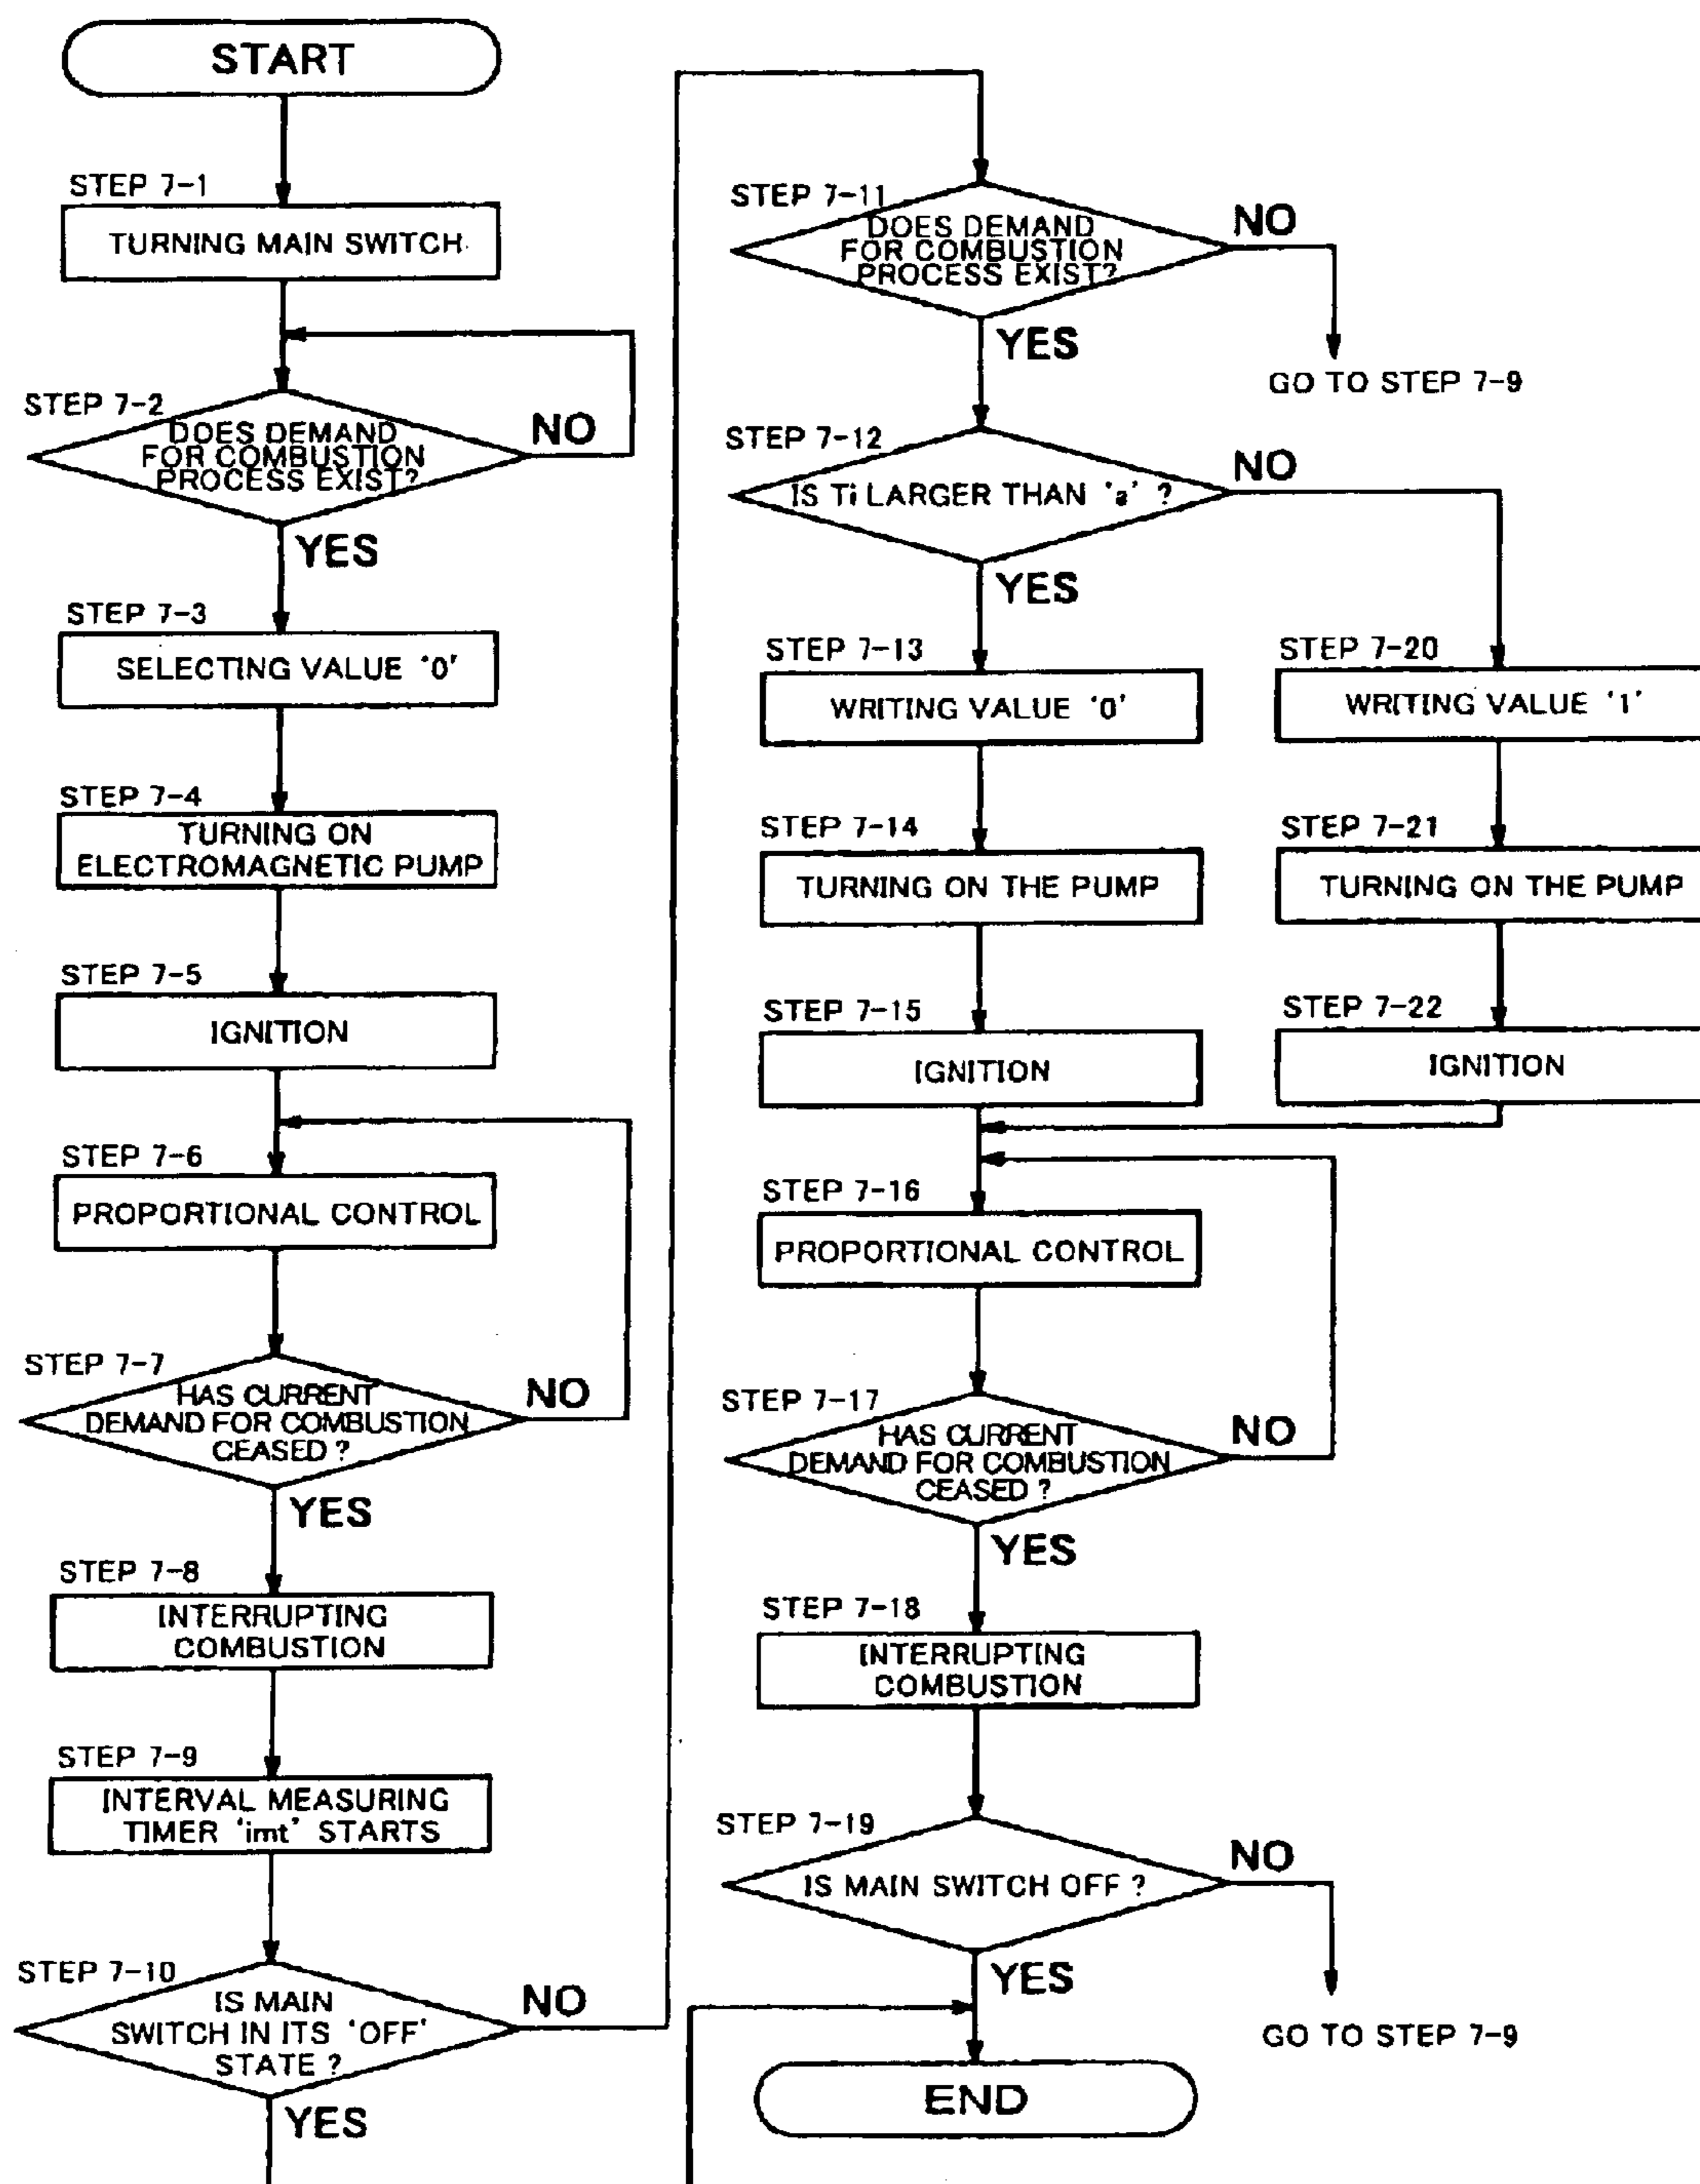 START
STEP 7-1
TURNING MAIN SWITCH
STEP 7-2
DOES DEMAND
FOR COMBUSTION
PROCESS EXIST?
NO
YES
STEP 7-3
SELECTING VALUE '0'
STEP 7-4
TURNING ON
ELECTROMAGNETIC PUMP
STEP 7-5
IGNITION
STEP 7-6
PROPORTIONAL CONTROL
STEP 7-7
HAS CURRENT
DEMAND FOR COMBUSTION
CEASED ?
NO
YES
STEP 7-8
INTERRUPTING
COMBUSTION
STEP 7-9
INTERVAL MEASURING
TIMER 'imt' STARTS
STEP 7-10
IS MAIN
SWITCH IN ITS 'OFF'
STATE ?
NO
YES
STEP 7-11
DOES DEMAND
FOR COMBUSTION
PROCESS EXIST?
NO
GO TO STEP 7-9
YES
STEP 7-12
IS Ti LARGER THAN 'a' ?
NO
YES
STEP 7-13
WRITING VALUE '0'
STEP 7-14
TURNING ON THE PUMP
STEP 7-15
IGNITION
STEP 7-20
WRITING VALUE '1'
STEP 7-21
TURNING ON THE PUMP
STEP 7-22
IGNITION
STEP 7-16
PROPORTIONAL CONTROL
STEP 7-17
HAS CURRENT
DEMAND FOR COMBUSTION
CEASED ?
NO
YES
STEP 7-18
INTERRUPTING
COMBUSTION
STEP 7-19
IS MAIN SWITCH OFF ?
NO
GO TO STEP 7-9
YES
END